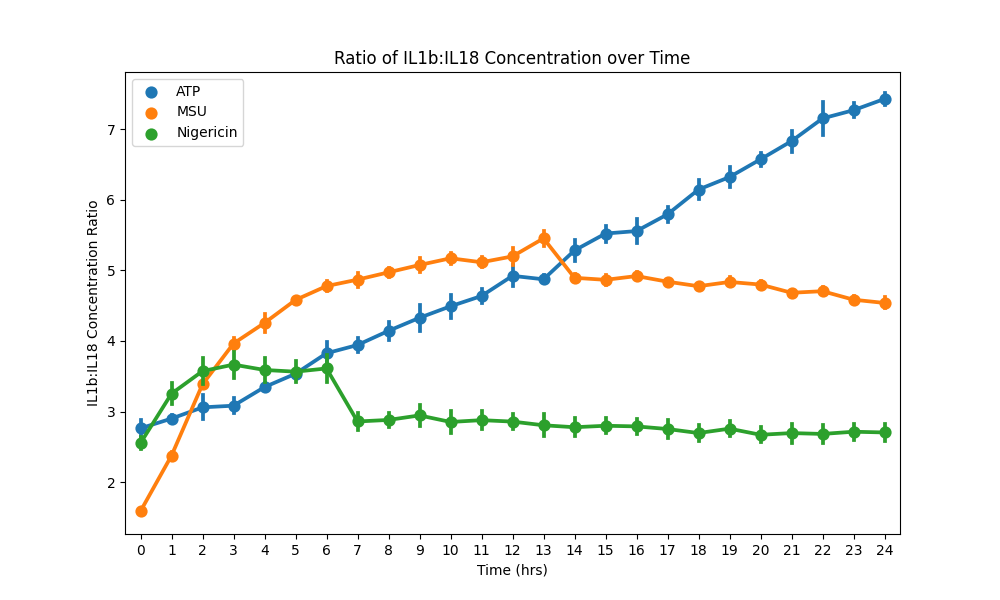 Ratio of IL1b:IL18 Concentration over Time
ATP
MSU
Nigericin
IL1b:IL18 Concentration Ratio
7
6
5
4
3
2
0 1 2 3 4 5 6 7 8 9 10 11 12 13 14 15 16 17 18 19 20 21 22 23 24
Time (hrs)